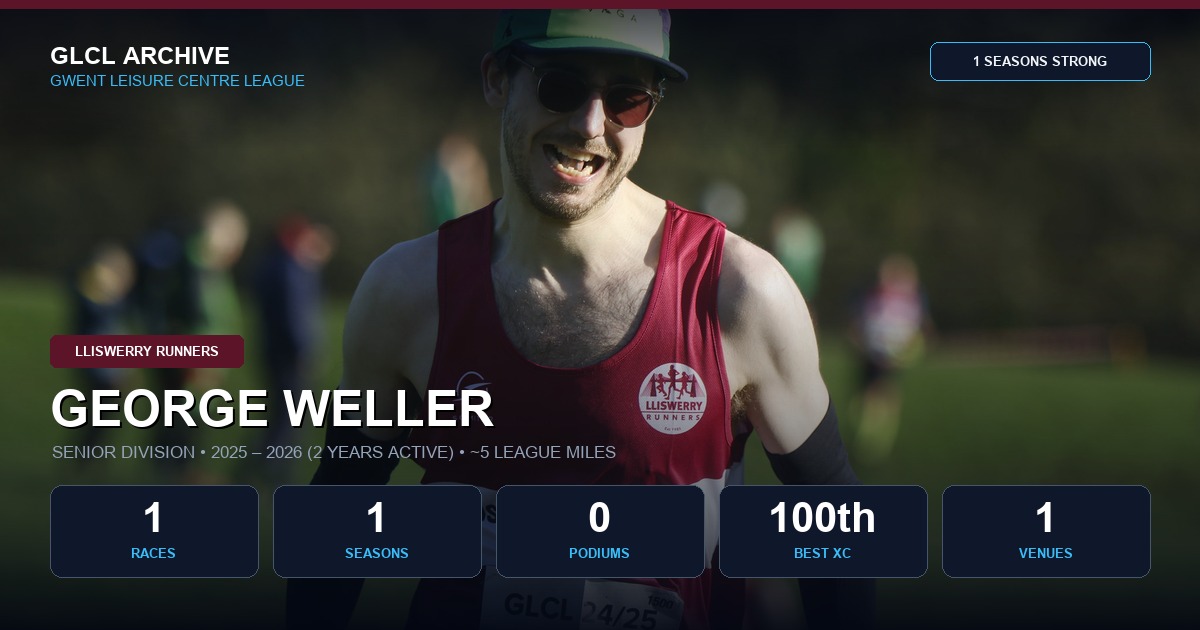 GLCL ARCHIVE
GWENT LEISURE CENTRE LEAGUE
1 SEASONS STRONG
LLISWERRY
RUNNERS
LLISWERRY RUNNERS
GEORGE WELLER
SENIOR DIVISION • 2025 – 2026 (2 YEARS ACTIVE) • ~5 LEAGUE MILES
1
RACES
1
SEASONS
0
PODIUMS
100th
BEST XC
1
VENUES
1500
GLCL 24/25